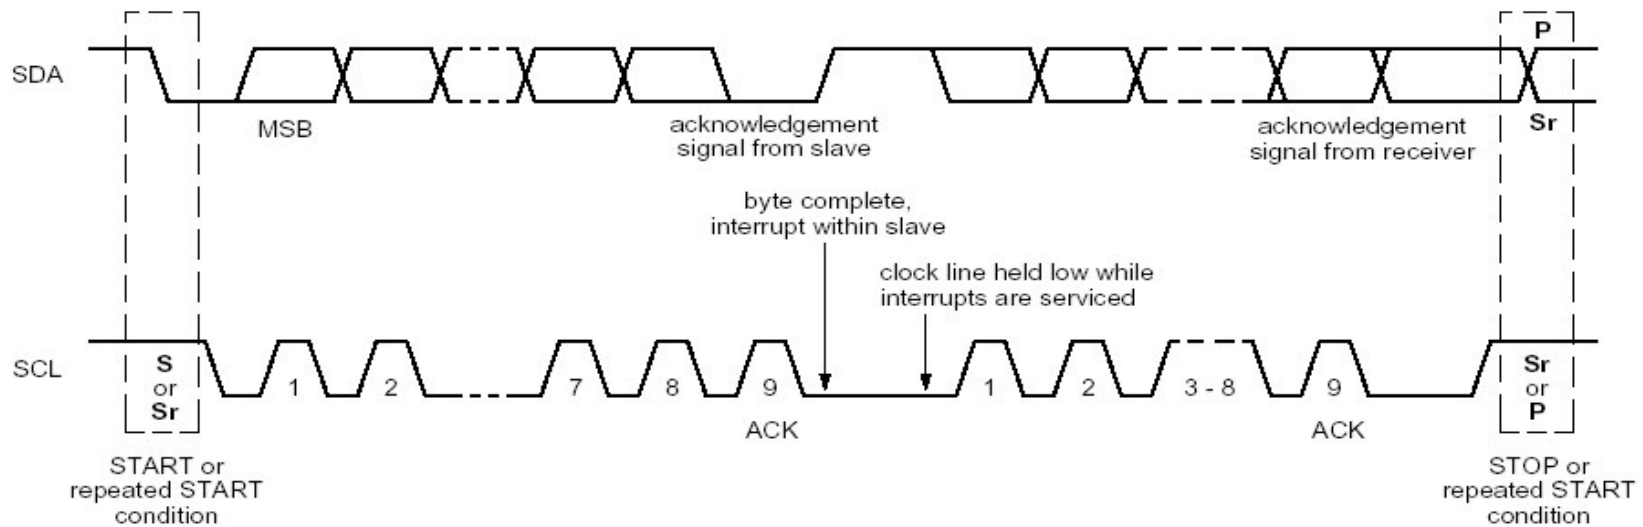 P
SDA
MSB
acknowledgement
signal from slave
acknowledgement
signal from receiver
Sr
byte complete,
interrupt within slave
clock line held low while
interrupts are serviced
SCL
S
or
Sr
1
2
7
8
9
1
2
3 - 8
9
Sr
or
P
ACK
ACK
START or
repeated START
condition
STOP or
repeated START
condition